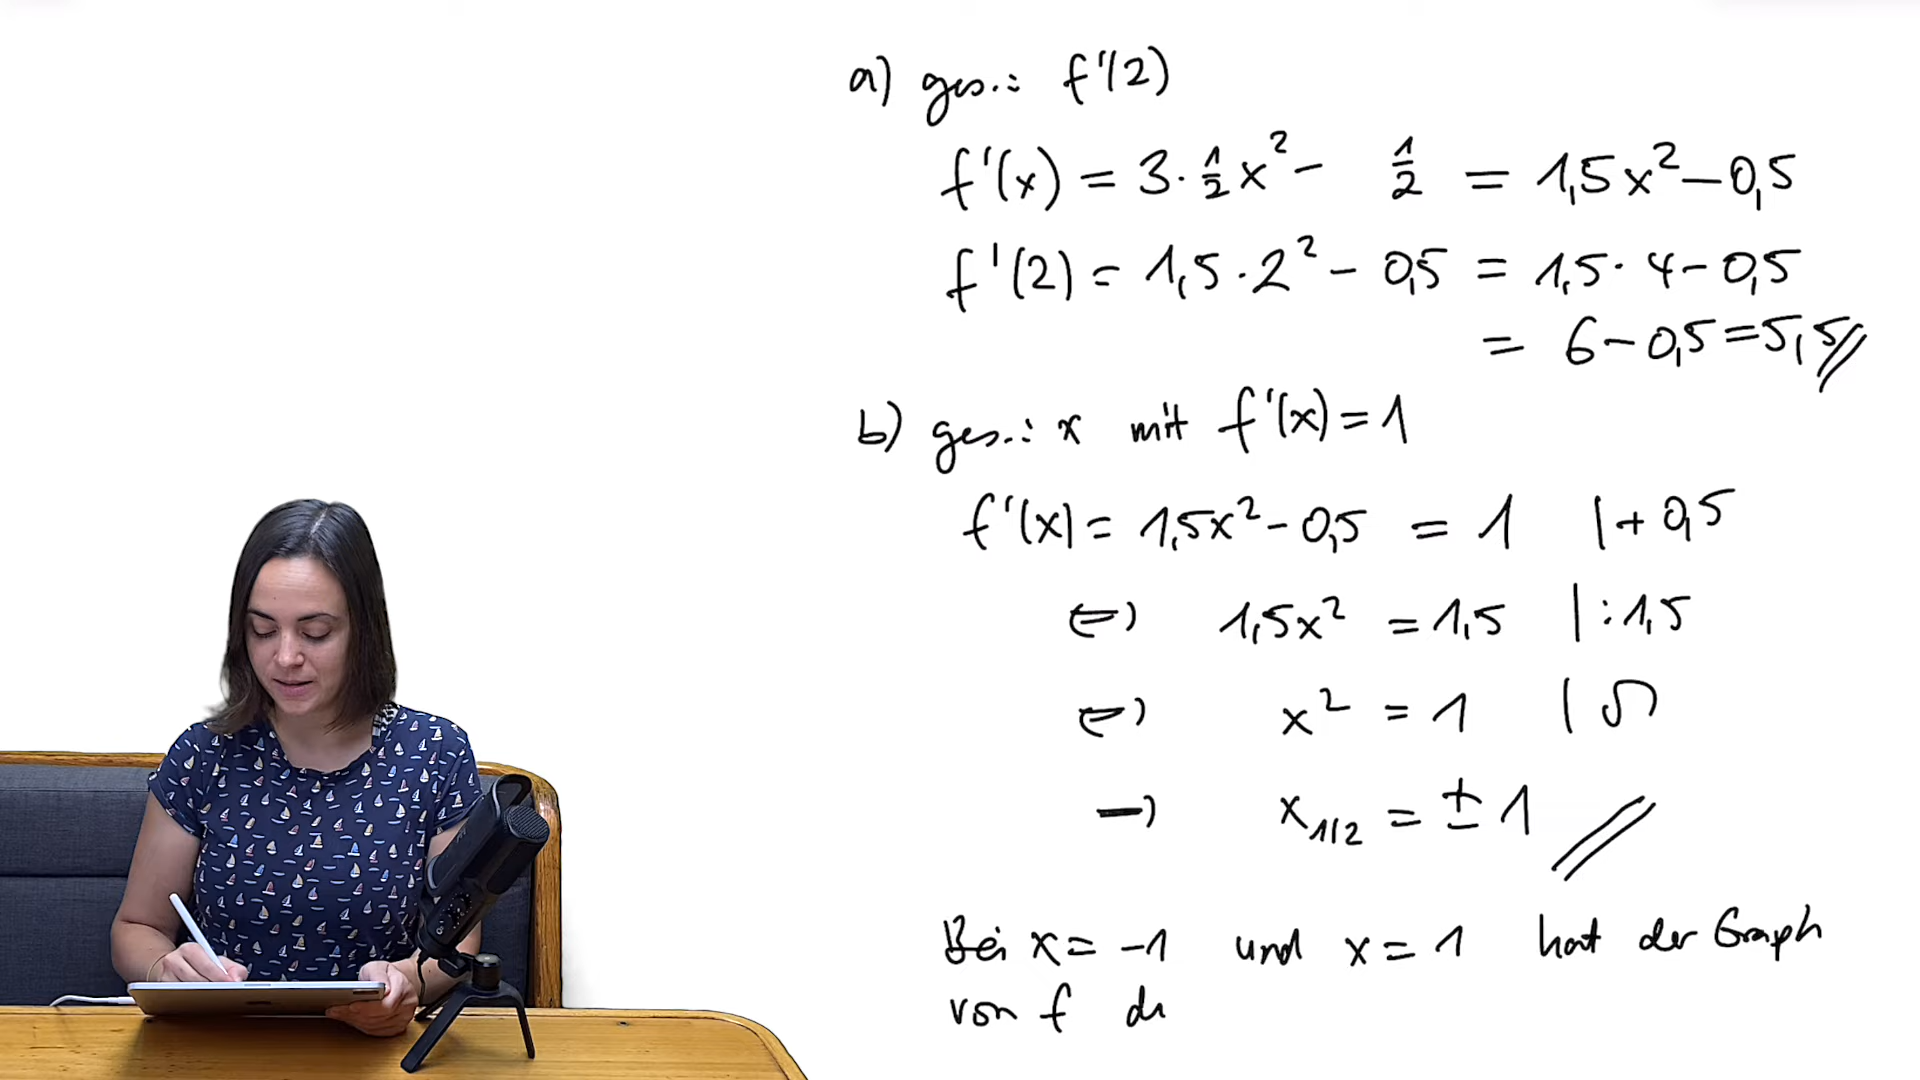 a) ges.: f'(2)
f'(x) = 3·½x² - ½ = 1,5x² - 0,5
f'(2) = 1,5·2² - 0,5 = 1,5·4 - 0,5
= 6 - 0,5 = 5,5
b) ges.: x mit f'(x) = 1
f'(x) = 1,5x² - 0,5 = 1 | + 0,5
⇔ 1,5x² = 1,5 | : 1,5
⇔ x² = 1 | √
→ x₁/₂ = ± 1
Bei x = -1 und x = 1 hat der Graph
von f di